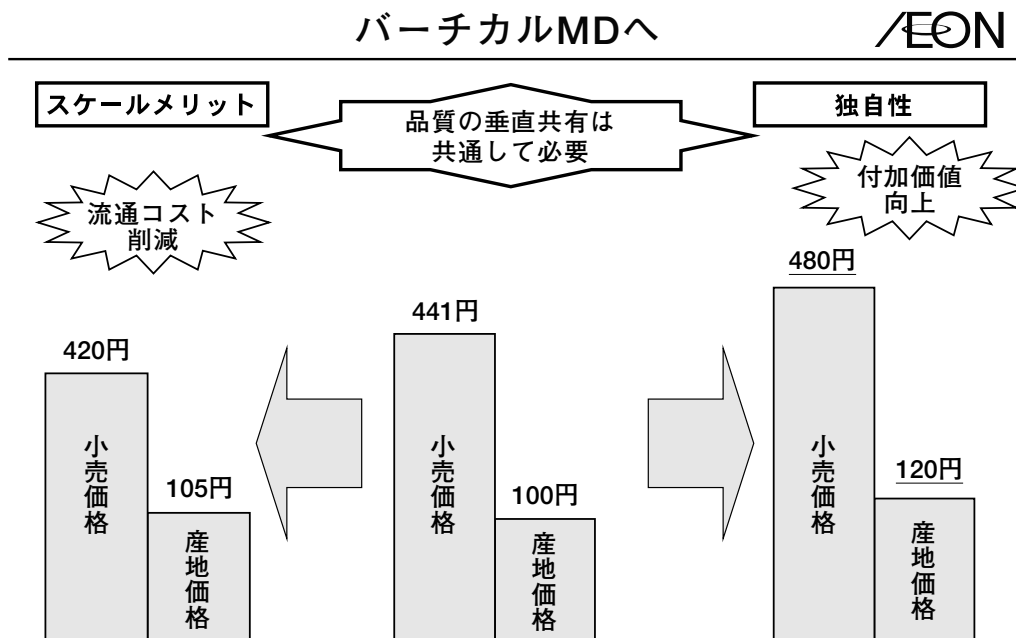 バーチカルMDへ
ÆON
スケールメリット
品質の垂直共有は
共通して必要
独自性
流通コスト
削減
付加価値
向上
420円
小売価格
105円
産地価格
441円
小売価格
100円
産地価格
480円
小売価格
120円
産地価格